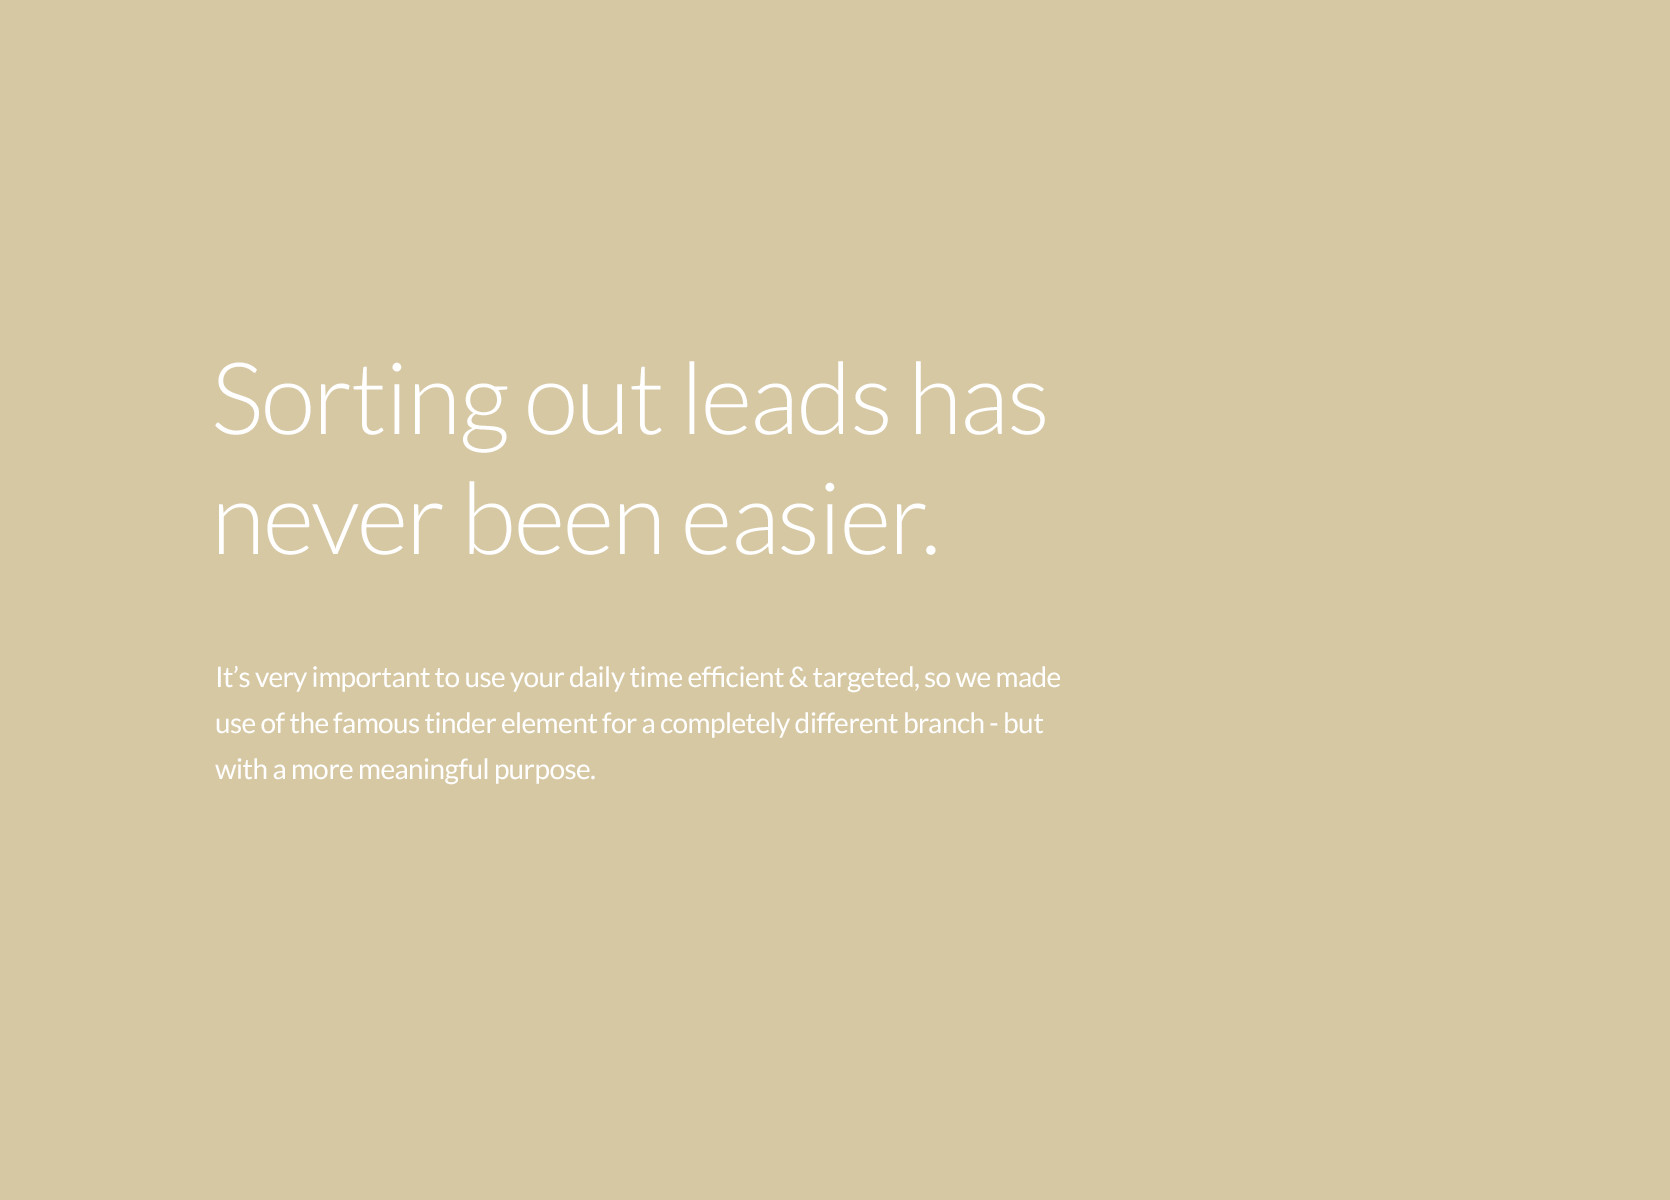 Sorting out leads has
never been easier.
It’s very important to use your daily time efficient & targeted, so we made
use of the famous tinder element for a completely different branch - but
with a more meaningful purpose.